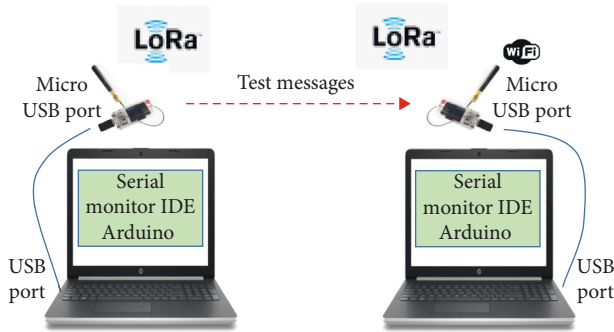 LoRa
LoRa
WiFi
Micro
USB port
Test messages
Micro
USB port
Serial
monitor IDE
Arduino
Serial
monitor IDE
Arduino
USB
port
USB
port